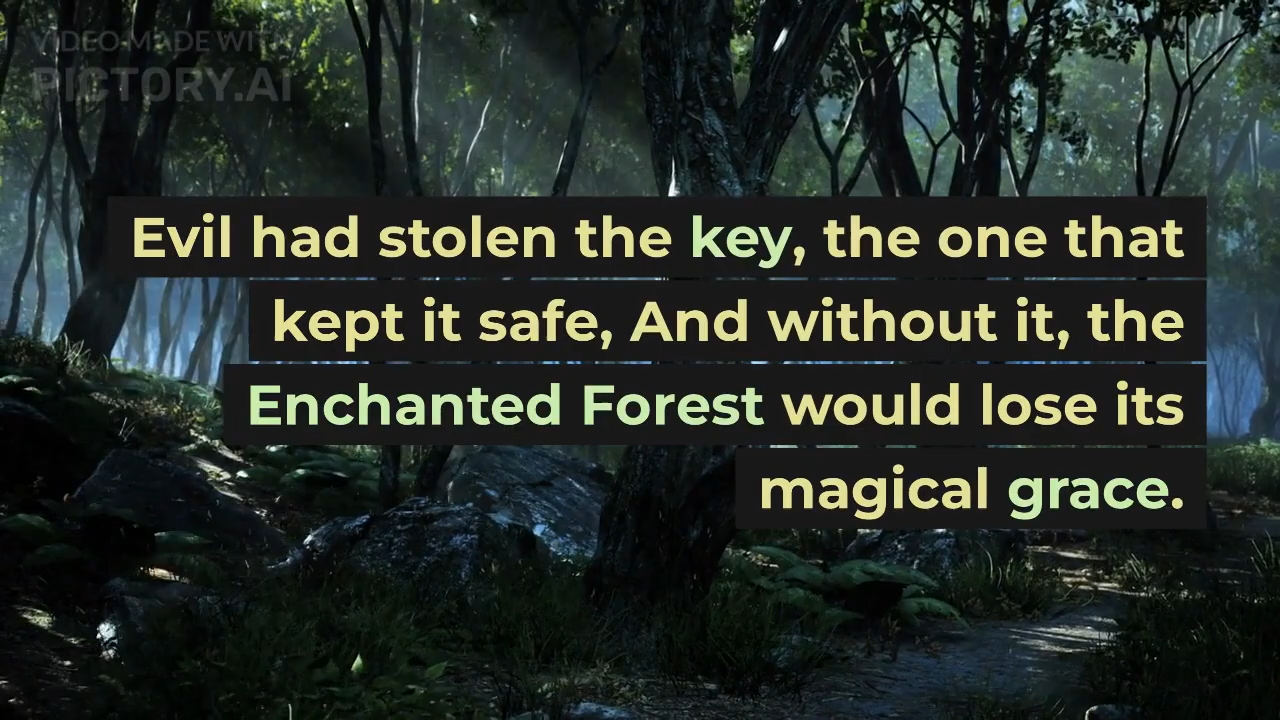 VIDEO MADE WITH
PICTORY.AI
Evil had stolen the key, the one that
kept it safe, And without it, the
Enchanted Forest would lose its
magical grace.